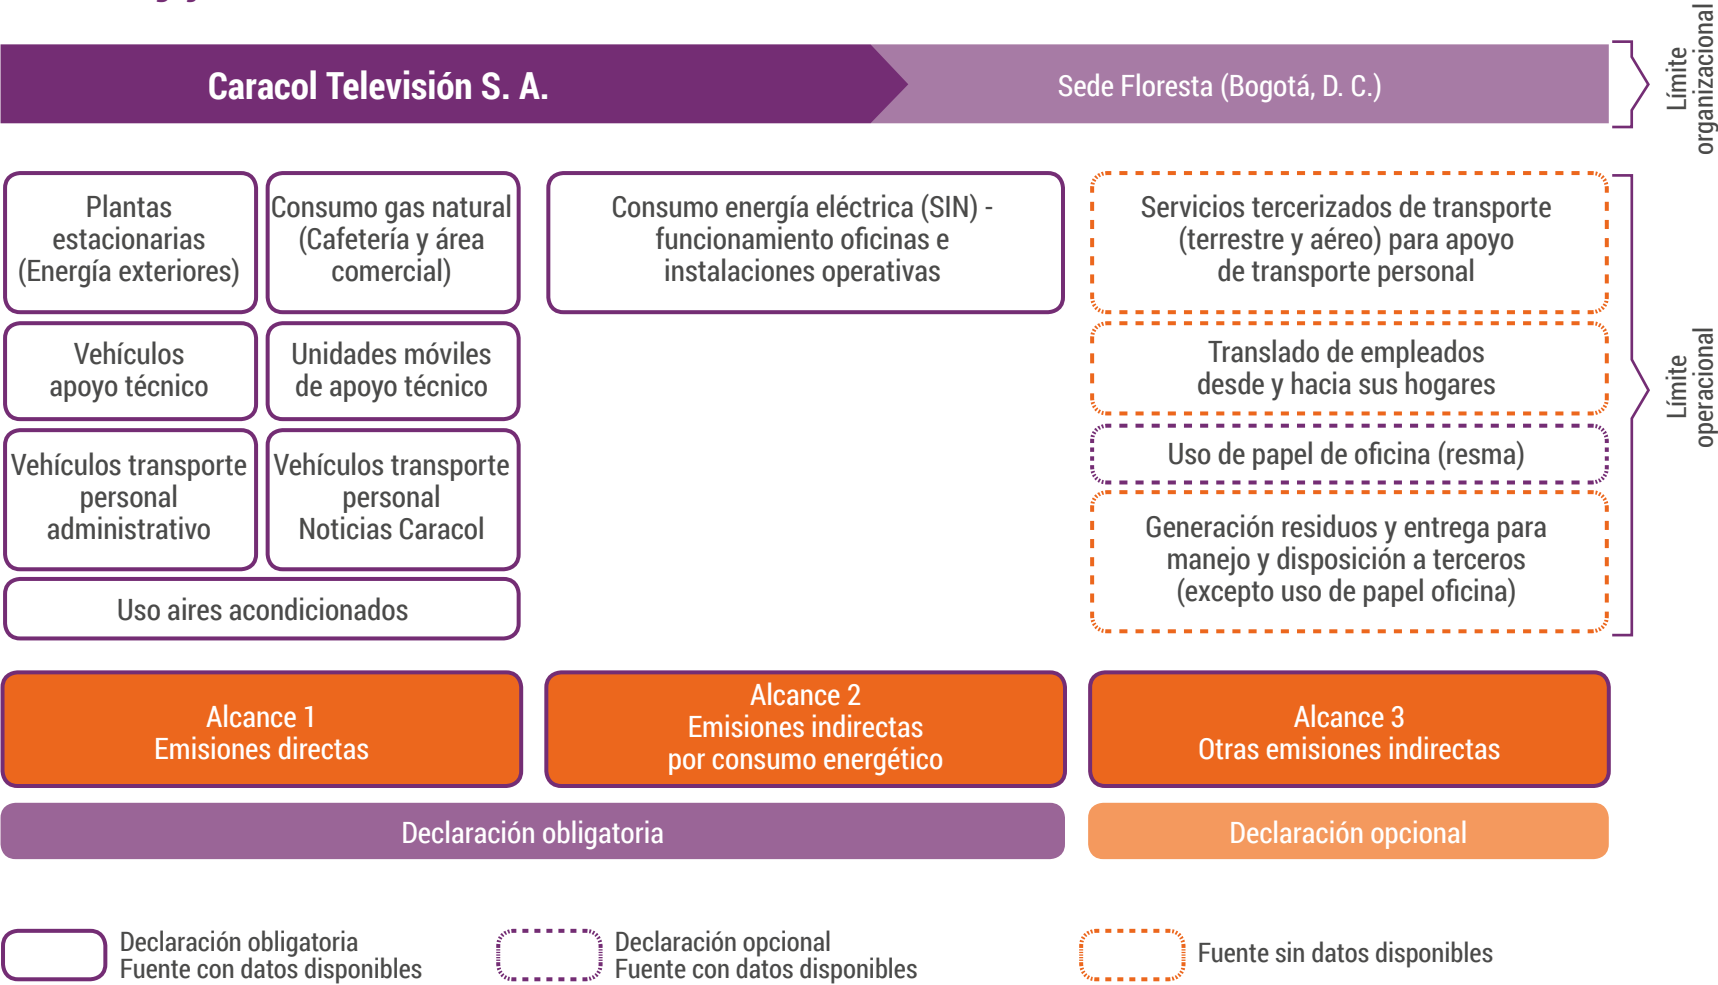 Caracol Televisión S. A.
Sede Floresta (Bogotá, D. C.)
Límite
organizacional
Plantas
estacionarias
(Energía exteriores)
Consumo gas natural
(Cafetería y área
comercial)
Consumo energía eléctrica (SIN) -
funcionamiento oficinas e
instalaciones operativas
Servicios tercerizados de transporte
(terrestre y aéreo) para apoyo
de transporte personal
Vehículos
apoyo técnico
Unidades móviles
de apoyo técnico
Translado de empleados
desde y hacia sus hogares
Límite
operacional
Vehículos transporte
personal
administrativo
Vehículos transporte
personal
Noticias Caracol
Uso de papel de oficina (resma)
Generación residuos y entrega para
manejo y disposición a terceros
(excepto uso de papel oficina)
Uso aires acondicionados
Alcance 1
Emisiones directas
Alcance 2
Emisiones indirectas
por consumo energético
Alcance 3
Otras emisiones indirectas
Declaración obligatoria
Declaración opcional
Declaración obligatoria
Fuente con datos disponibles
Declaración opcional
Fuente con datos disponibles
Fuente sin datos disponibles